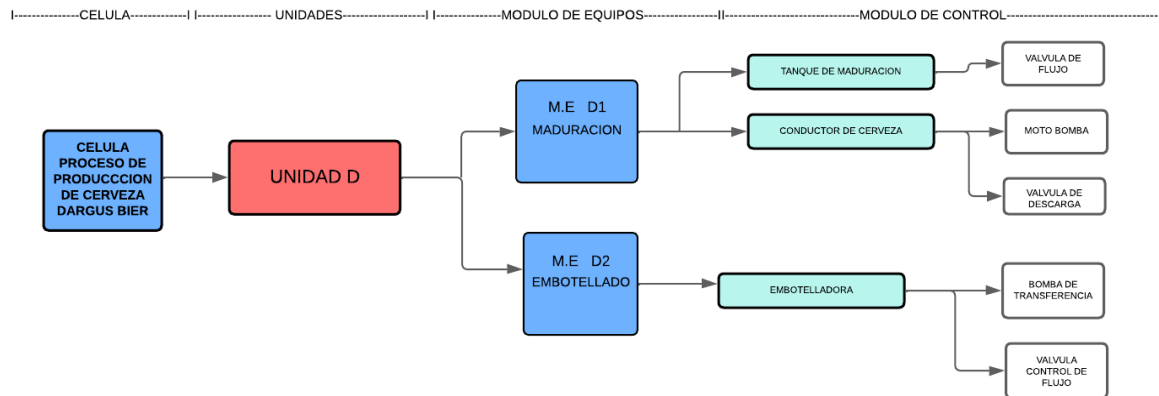 I--------------CELULA-------------I I---------------- UNIDADES------------------I I--------------MODULO DE EQUIPOS----------------II-----------------------------MODULO DE CONTROL---------------------------------
CELULA
PROCESO DE
PRODUCCCION
DE CERVEZA
DARGUS BIER
UNIDAD D
M.E D1
MADURACION
TANQUE DE MADURACION
VALVULA DE
FLUJO
CONDUCTOR DE CERVEZA
MOTO BOMBA
VALVULA DE
DESCARGA
M.E D2
EMBOTELLADO
EMBOTELLADORA
BOMBA DE
TRANSFERENCIA
VALVULA
CONTROL DE
FLUJO